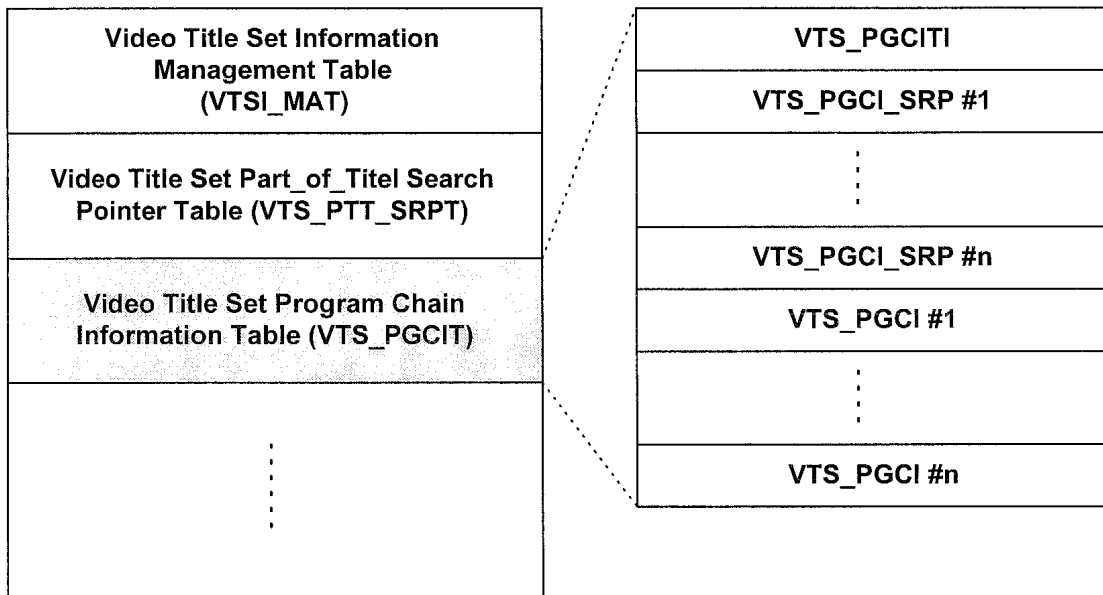 Video Title Set Information
Management Table
(VTSI_MAT)
Video Title Set Part_of_Titel Search
Pointer Table (VTS_PTT_SRPT)
Video Title Set Program Chain
Information Table (VTS_PGCIT)
VTS_PGCITI
VTS_PGCI_SRP #1
VTS_PGCI_SRP #n
VTS_PGCI #1
VTS_PGCI #n